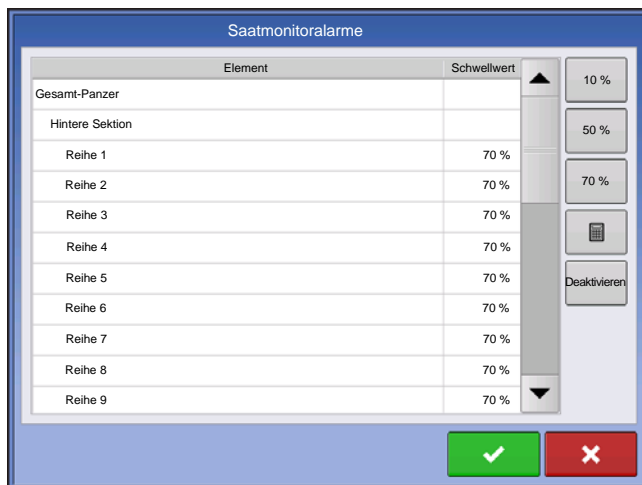 Saatmonitoralarme
Element Schwellwert
Gesamt-Panzer
Hintere Sektion
Reihe 1 70 %
Reihe 2 70 %
Reihe 3 70 %
Reihe 4 70 %
Reihe 5 70 %
Reihe 6 70 %
Reihe 7 70 %
Reihe 8 70 %
Reihe 9 70 %
10 %
50 %
70 %
Deaktivieren